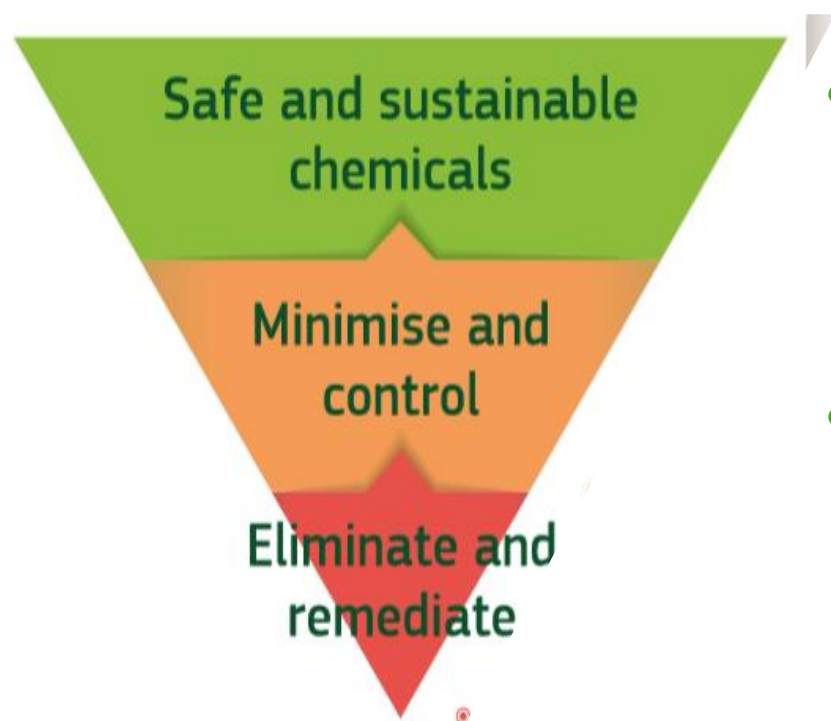 Safe and sustainable
chemicals
Minimise and
control
Eliminate and
remediate